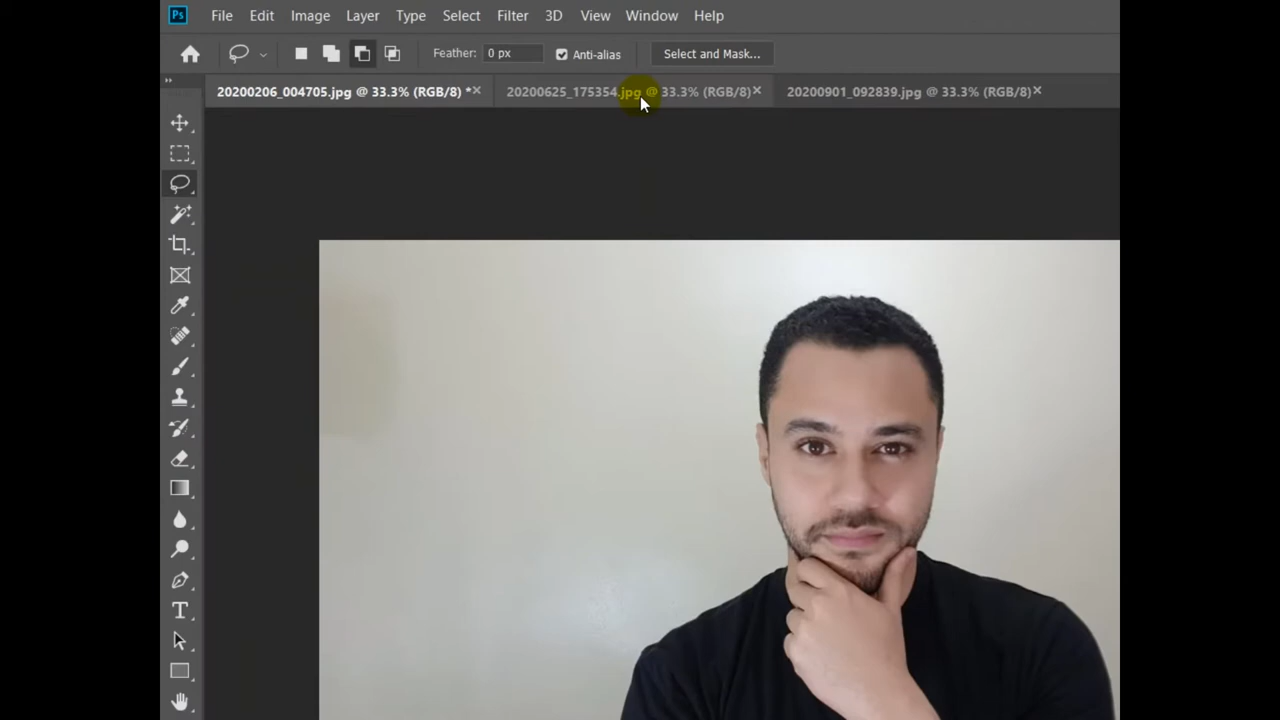 Ps File Edit Image Layer Type Select Filter 3D View Window Help
Feather: 0 px Anti-alias Select and Mask...
20200206_004705.jpg @ 33.3% (RGB/8) * 20200625_175354.jpg @ 33.3% (RGB/8) 20200901_092839.jpg @ 33.3% (RGB/8)
T